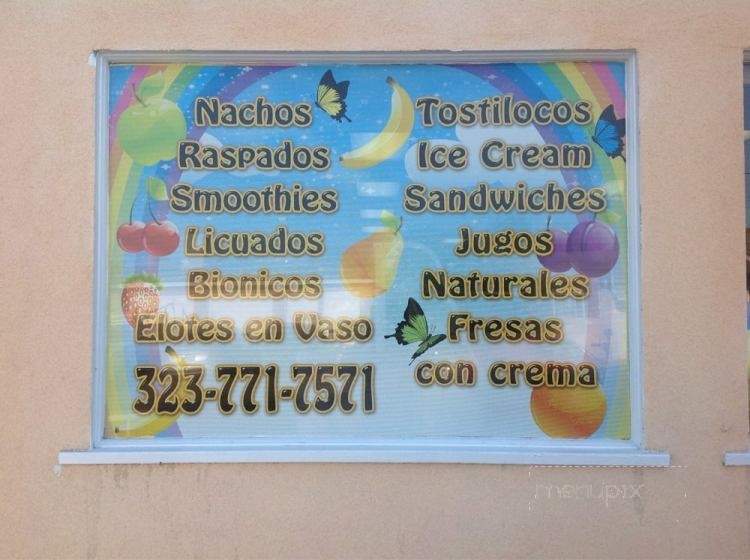 Nachos
Raspados
Smoothies
Licuados
Bionicos
Elotes en Vaso
323-771-7571
Tostilocos
Ice Cream
Sandwiches
Jugos
Naturales
Fresas
con crema
menupix